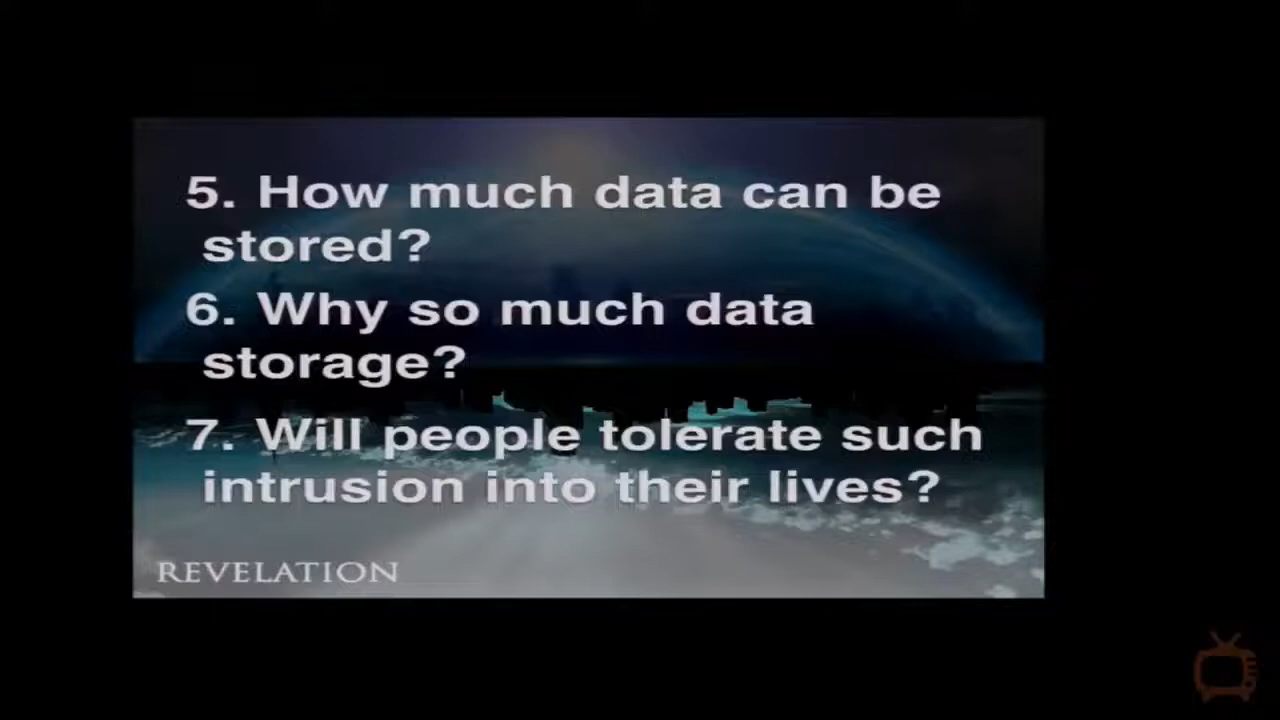 5. How much data can be
stored?
6. Why so much data
storage?
7. Will people tolerate such
intrusion into their lives?
REVELATION